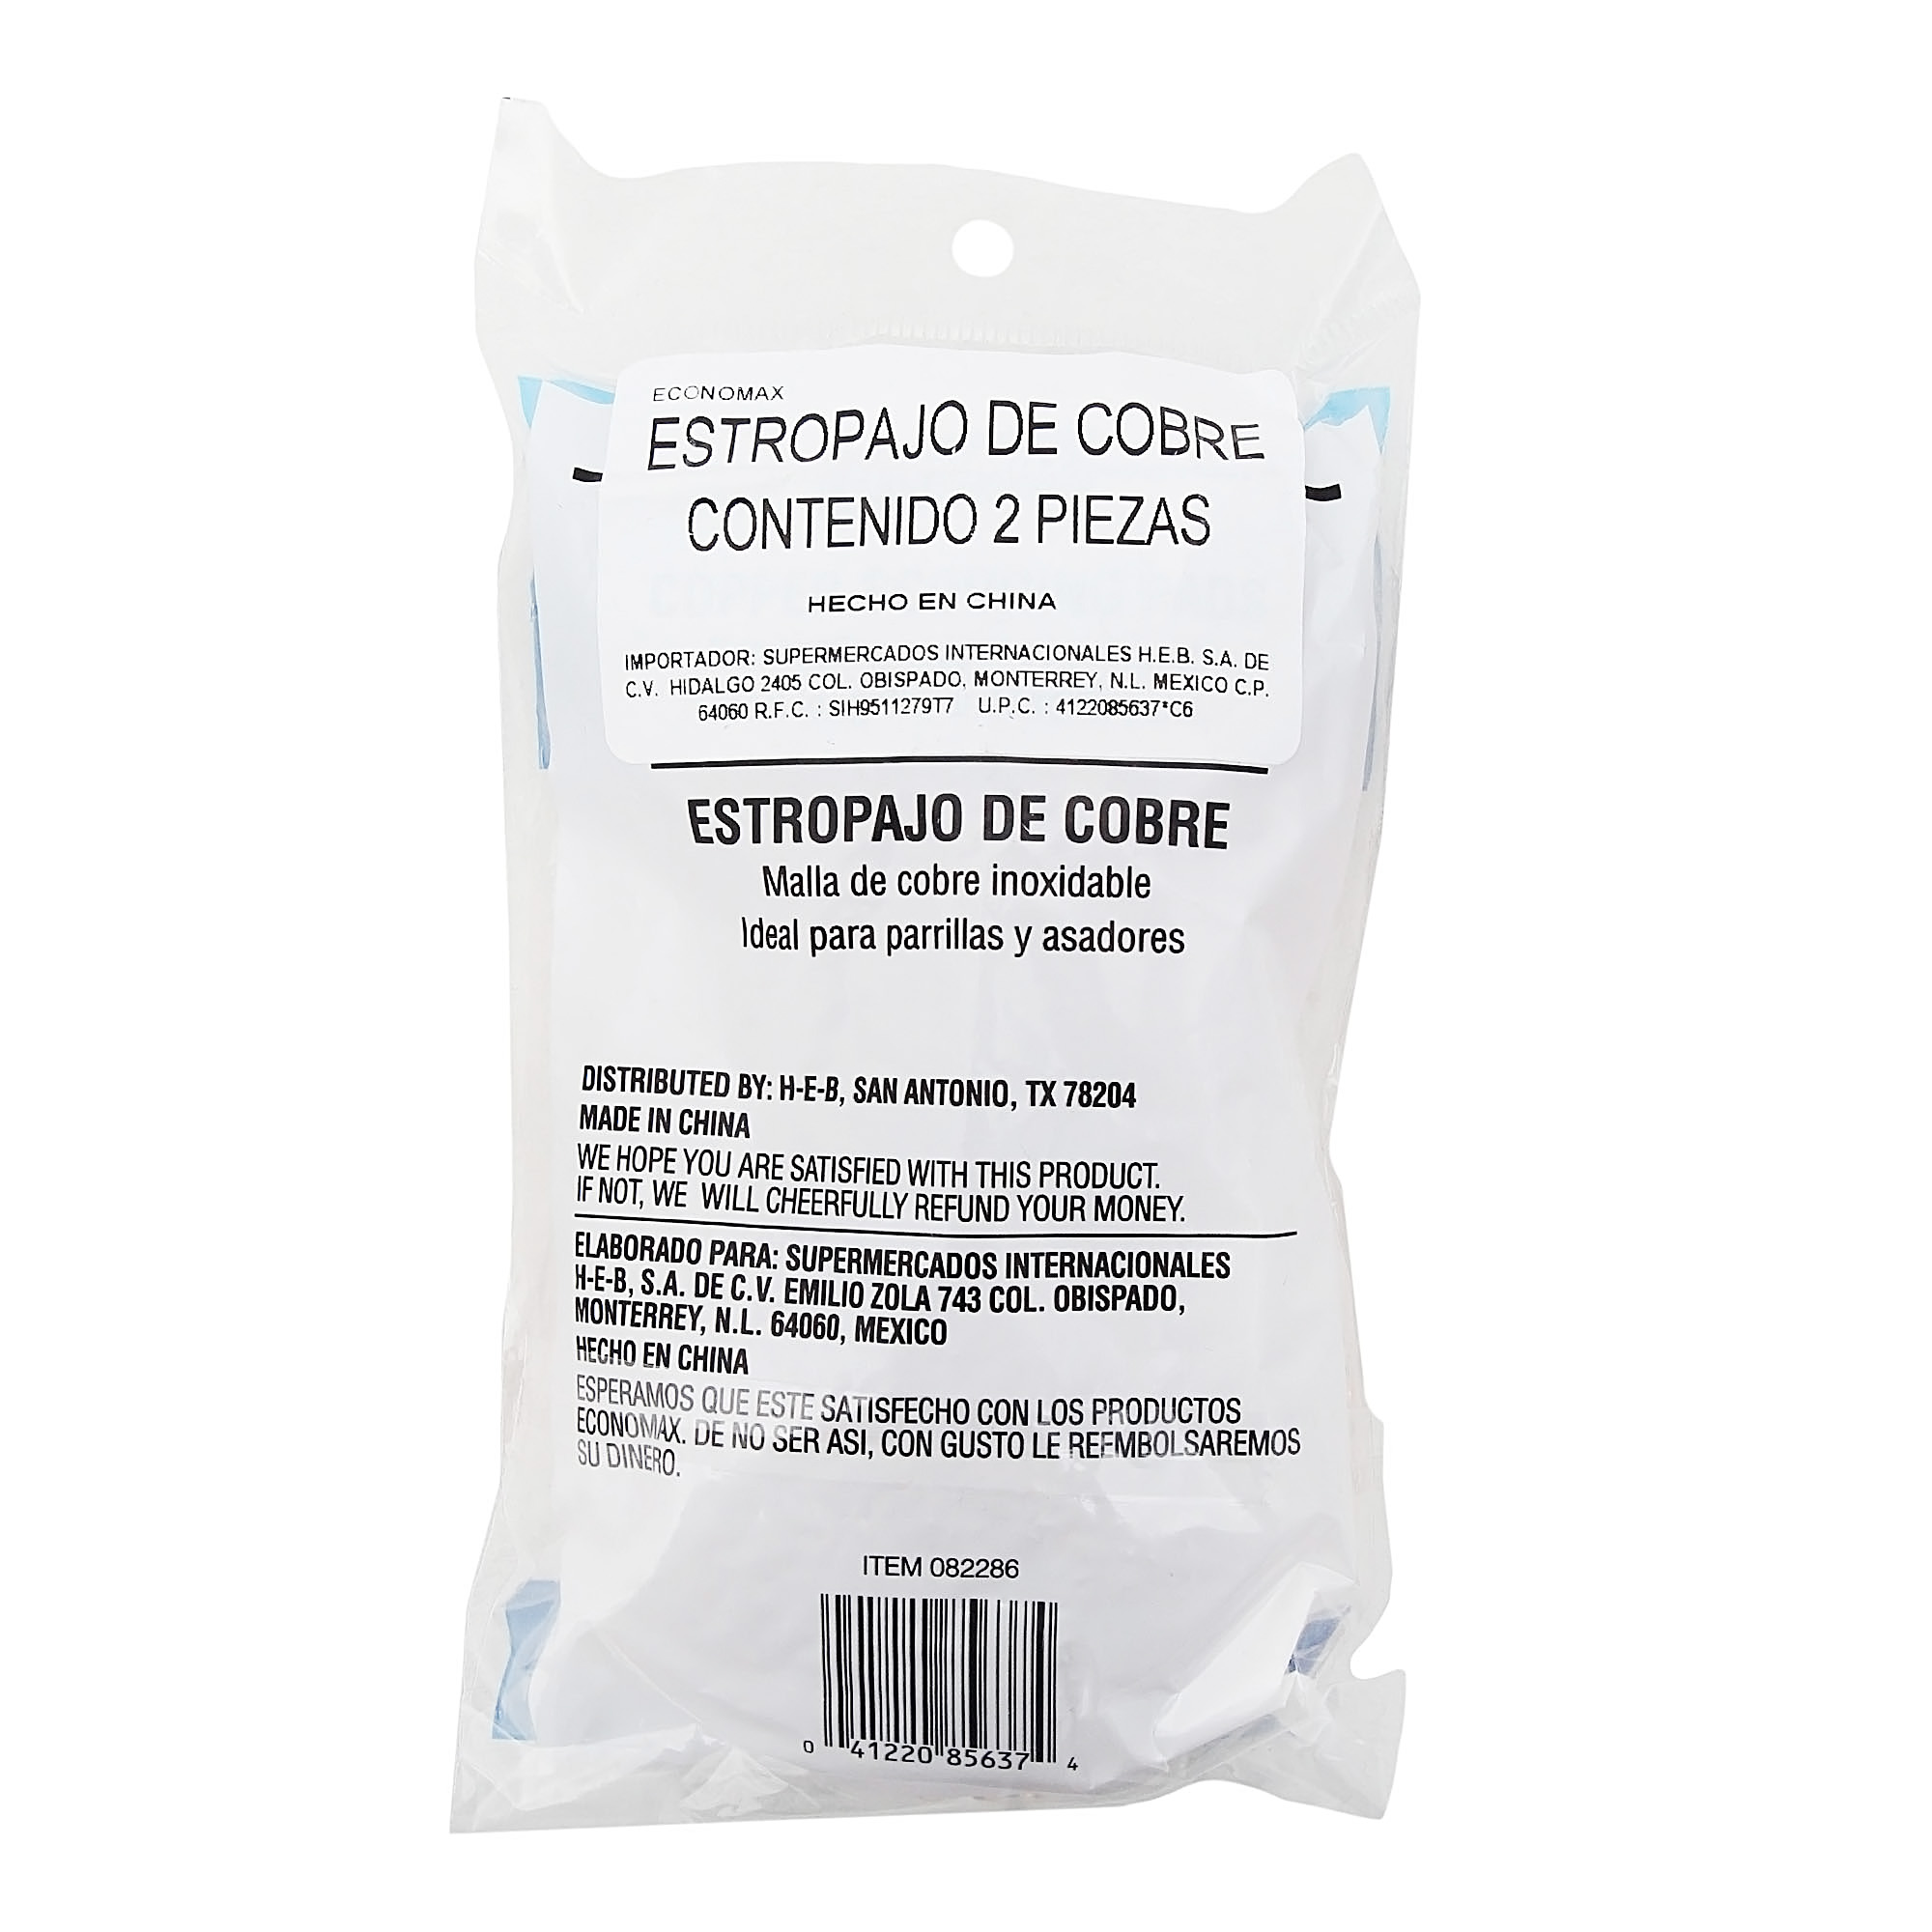 ECONOMAX
ESTROPAJO DE COBRE
CONTENIDO 2 PIEZAS
HECHO EN CHINA
IMPORTADOR: SUPERMERCADOS INTERNACIONALES H.E.B. S.A. DE
C.V. HIDALGO 2405 COL. OBISPADO, MONTERREY, N.L. MEXICO C.P.
64060 R.F.C. : SIH9511279T7 U.P.C. : 4122085637*C6
ESTROPAJO DE COBRE
Malla de cobre inoxidable
Ideal para parrillas y asadores
DISTRIBUTED BY: H-E-B, SAN ANTONIO, TX 78204
MADE IN CHINA
WE HOPE YOU ARE SATISFIED WITH THIS PRODUCT.
IF NOT, WE WILL CHEERFULLY REFUND YOUR MONEY.
ELABORADO PARA: SUPERMERCADOS INTERNACIONALES
H-E-B, S.A. DE C.V. EMILIO ZOLA 743 COL. OBISPADO,
MONTERREY, N.L. 64060, MEXICO
HECHO EN CHINA
ESPERAMOS QUE ESTE SATISFECHO CON LOS PRODUCTOS
ECONOMAX. DE NO SER ASI, CON GUSTO LE REEMBOLSAREMOS
SU DINERO.
ITEM 082286
0 41220 85637 4